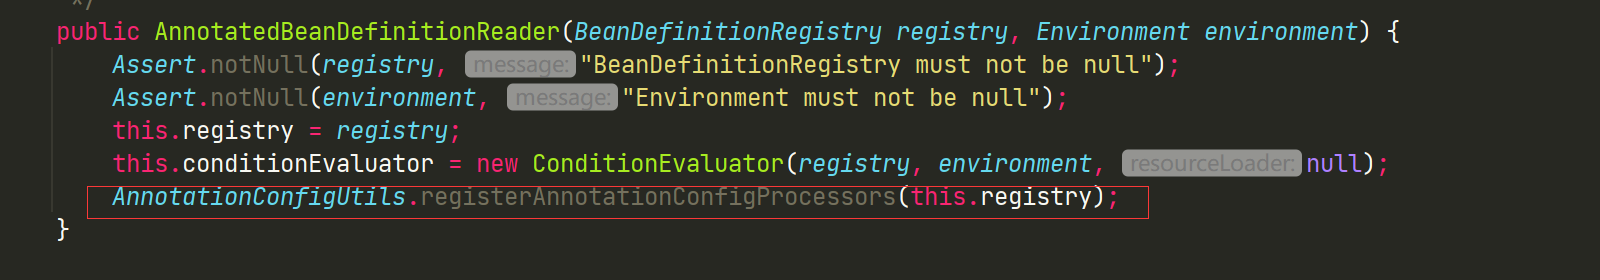 */
public AnnotatedBeanDefinitionReader(BeanDefinitionRegistry registry, Environment environment) {
Assert.notNull(registry, message: "BeanDefinitionRegistry must not be null");
Assert.notNull(environment, message: "Environment must not be null");
this.registry = registry;
this.conditionEvaluator = new ConditionEvaluator(registry, environment, resourceLoader: null);
AnnotationConfigUtils.registerAnnotationConfigProcessors(this.registry);
}